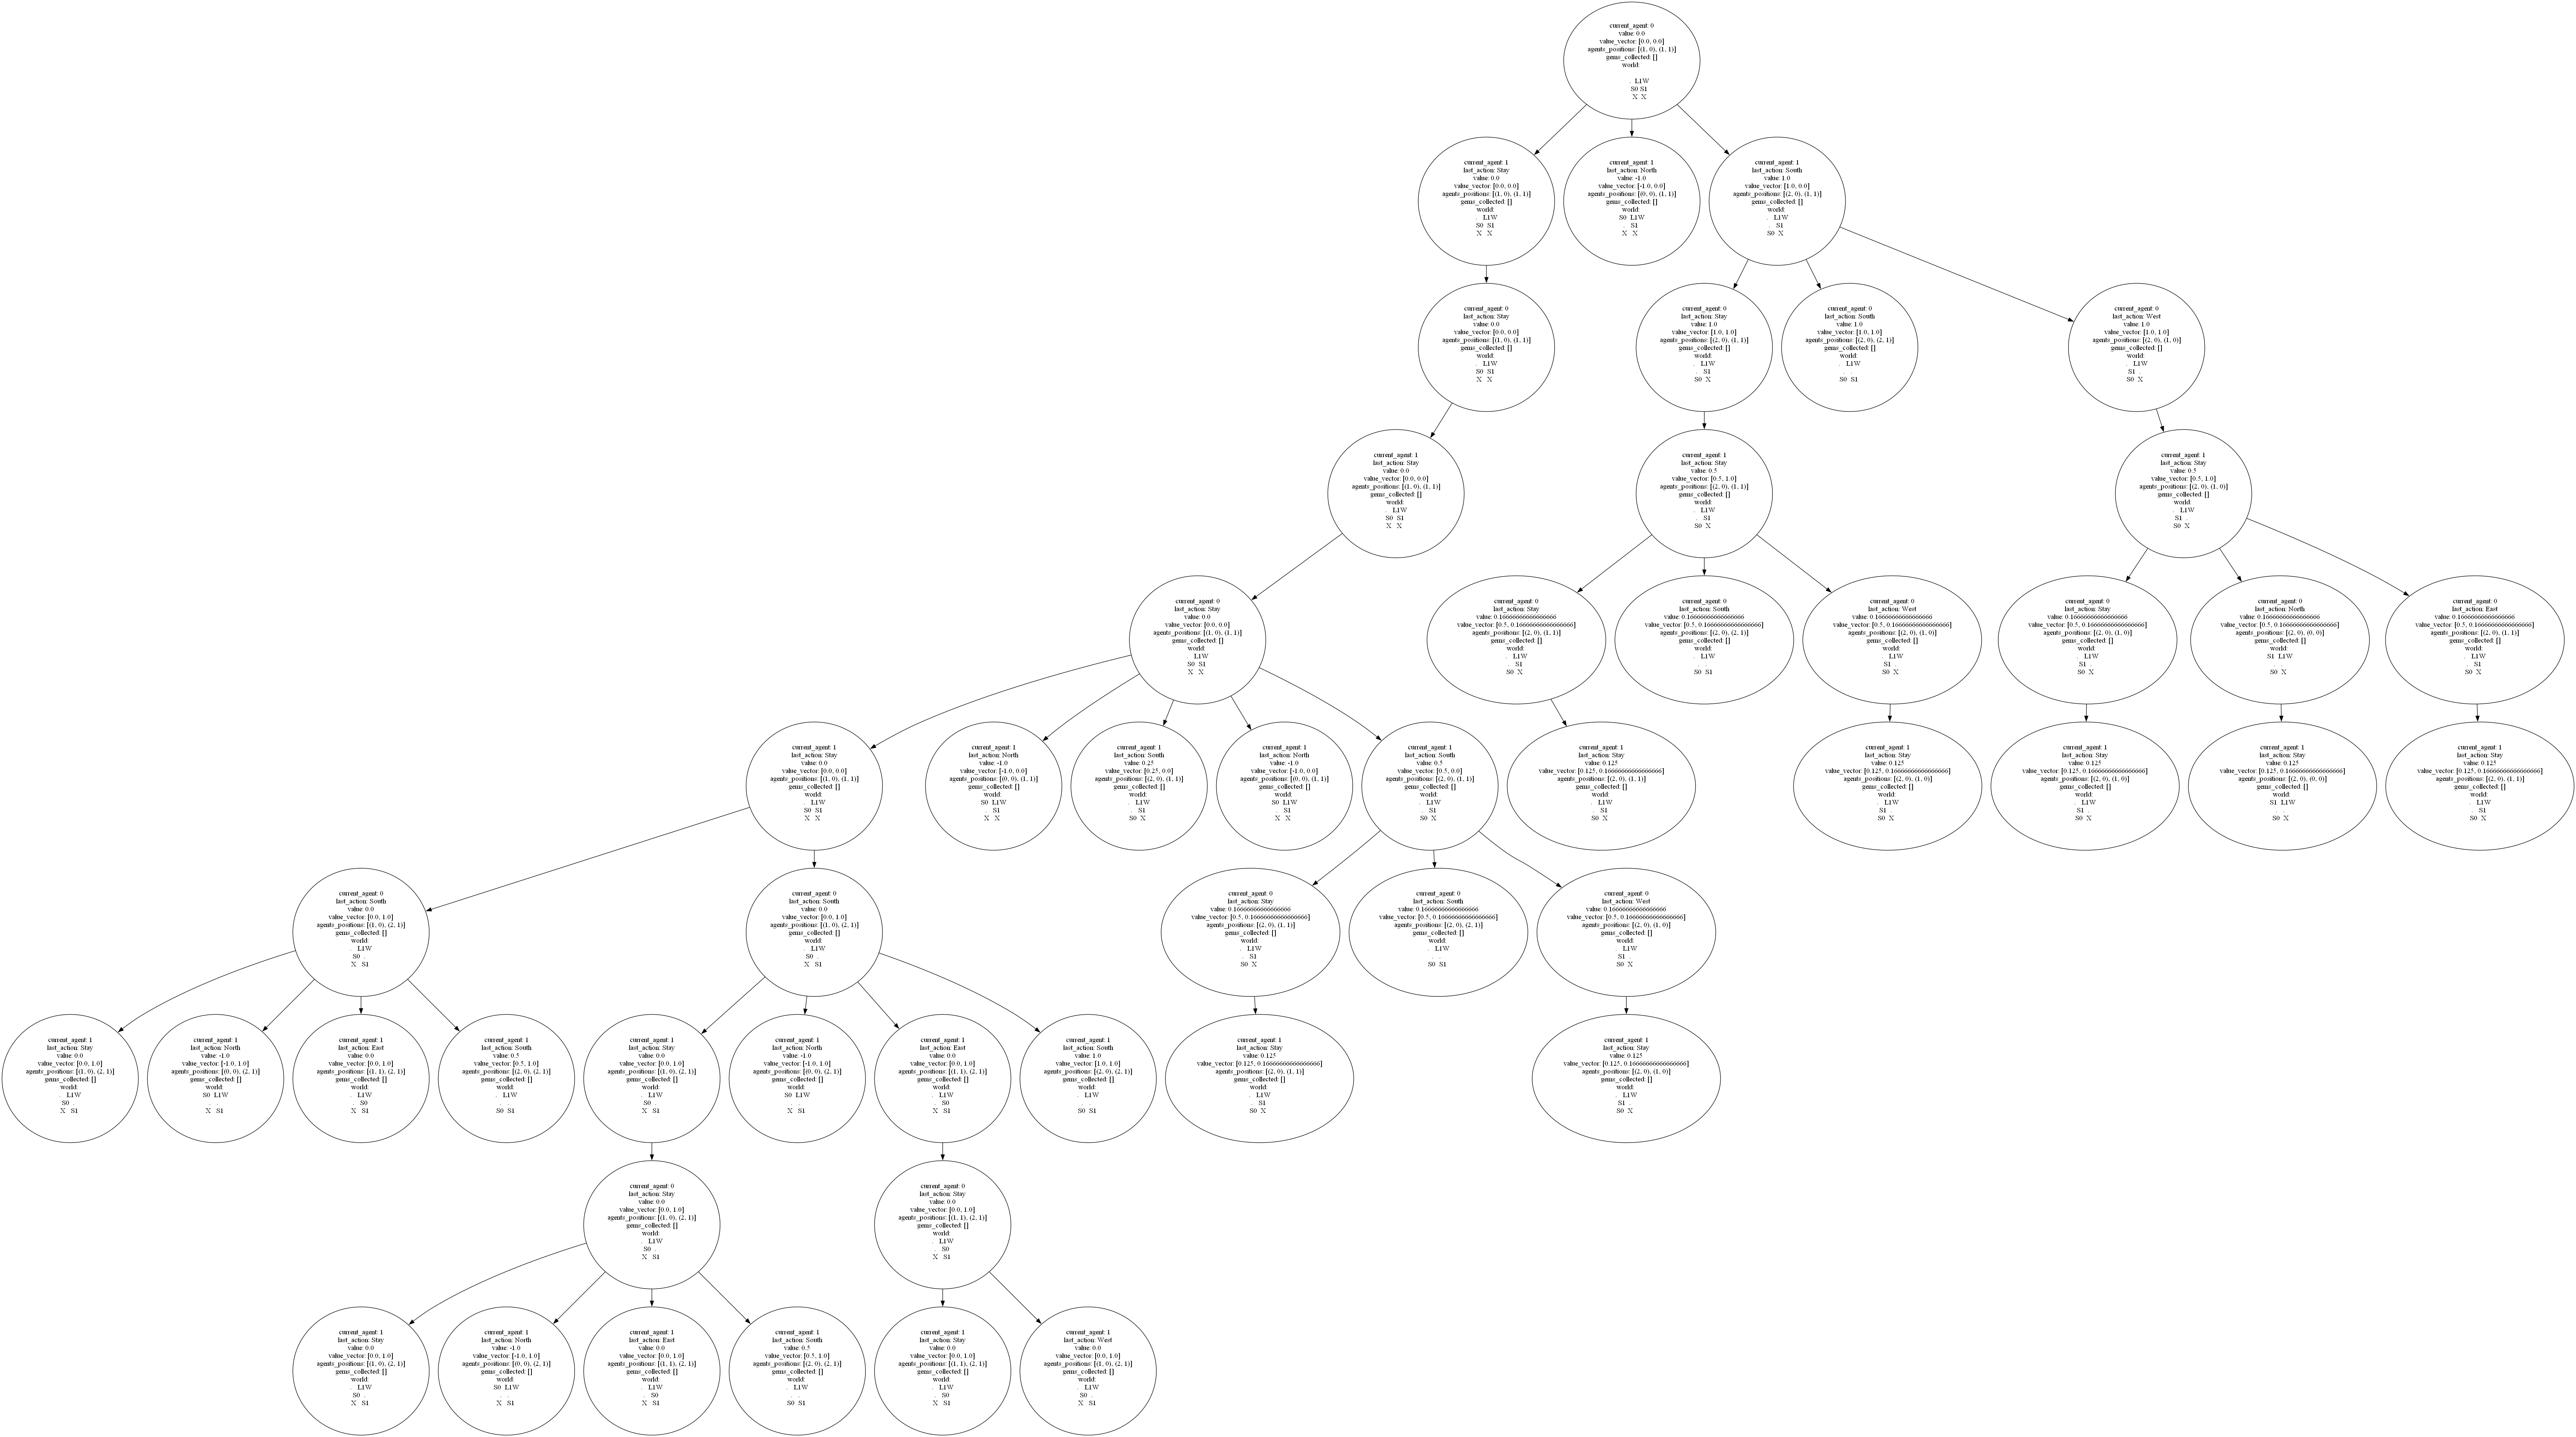 current_agent: 0
value: 0.0
value_vector: [0.0, 0.0]
agents_positions: [(1, 0), (1, 1)]
gems_collected: []
world:
. L1W
S0 S1
X X
current_agent: 1
last_action: Stay
value: 0.0
value_vector: [0.0, 0.0]
agents_positions: [(1, 0), (1, 1)]
gems_collected: []
world:
. L1W
S0 S1
X X
current_agent: 1
last_action: North
value: -1.0
value_vector: [-1.0, 0.0]
agents_positions: [(0, 0), (1, 1)]
gems_collected: []
world:
S0 L1W
. S1
X X
current_agent: 1
last_action: South
value: 1.0
value_vector: [1.0, 0.0]
agents_positions: [(2, 0), (1, 1)]
gems_collected: []
world:
. L1W
. S1
S0 X
current_agent: 0
last_action: Stay
value: 0.0
value_vector: [0.0, 0.0]
agents_positions: [(1, 0), (1, 1)]
gems_collected: []
world:
. L1W
S0 S1
X X
current_agent: 0
last_action: Stay
value: 1.0
value_vector: [1.0, 1.0]
agents_positions: [(2, 0), (1, 1)]
gems_collected: []
world:
. L1W
. S1
S0 X
current_agent: 0
last_action: South
value: 1.0
value_vector: [1.0, 1.0]
agents_positions: [(2, 0), (2, 1)]
gems_collected: []
world:
. L1W
. .
S0 S1
current_agent: 0
last_action: West
value: 1.0
value_vector: [1.0, 1.0]
agents_positions: [(2, 0), (1, 0)]
gems_collected: []
world:
. L1W
S1 .
S0 X
current_agent: 1
last_action: Stay
value: 0.0
value_vector: [0.0, 0.0]
agents_positions: [(1, 0), (1, 1)]
gems_collected: []
world:
. L1W
S0 S1
X X
current_agent: 1
last_action: Stay
value: 0.5
value_vector: [0.5, 1.0]
agents_positions: [(2, 0), (1, 1)]
gems_collected: []
world:
. L1W
. S1
S0 X
current_agent: 1
last_action: Stay
value: 0.5
value_vector: [0.5, 1.0]
agents_positions: [(2, 0), (1, 0)]
gems_collected: []
world:
. L1W
S1 .
S0 X
current_agent: 0
last_action: Stay
value: 0.0
value_vector: [0.0, 0.0]
agents_positions: [(1, 0), (1, 1)]
gems_collected: []
world:
. L1W
S0 S1
X X
current_agent: 0
last_action: Stay
value: 0.16666666666666666
value_vector: [0.5, 0.16666666666666666]
agents_positions: [(2, 0), (1, 1)]
gems_collected: []
world:
. L1W
. S1
S0 X
current_agent: 0
last_action: South
value: 0.16666666666666666
value_vector: [0.5, 0.16666666666666666]
agents_positions: [(2, 0), (2, 1)]
gems_collected: []
world:
. L1W
. .
S0 S1
current_agent: 0
last_action: West
value: 0.16666666666666666
value_vector: [0.5, 0.16666666666666666]
agents_positions: [(2, 0), (1, 0)]
gems_collected: []
world:
. L1W
S1 .
S0 X
current_agent: 0
last_action: Stay
value: 0.16666666666666666
value_vector: [0.5, 0.16666666666666666]
agents_positions: [(2, 0), (1, 0)]
gems_collected: []
world:
. L1W
S1 .
S0 X
current_agent: 0
last_action: North
value: 0.16666666666666666
value_vector: [0.5, 0.16666666666666666]
agents_positions: [(2, 0), (0, 0)]
gems_collected: []
world:
S1 L1W
. .
S0 X
current_agent: 0
last_action: East
value: 0.16666666666666666
value_vector: [0.5, 0.16666666666666666]
agents_positions: [(2, 0), (1, 1)]
gems_collected: []
world:
. L1W
. S1
S0 X
current_agent: 1
last_action: Stay
value: 0.0
value_vector: [0.0, 0.0]
agents_positions: [(1, 0), (1, 1)]
gems_collected: []
world:
. L1W
S0 S1
X X
current_agent: 1
last_action: North
value: -1.0
value_vector: [-1.0, 0.0]
agents_positions: [(0, 0), (1, 1)]
gems_collected: []
world:
S0 L1W
. S1
X X
current_agent: 1
last_action: South
value: 0.25
value_vector: [0.25, 0.0]
agents_positions: [(2, 0), (1, 1)]
gems_collected: []
world:
. L1W
. S1
S0 X
current_agent: 1
last_action: North
value: -1.0
value_vector: [-1.0, 0.0]
agents_positions: [(0, 0), (1, 1)]
gems_collected: []
world:
S0 L1W
. S1
X X
current_agent: 1
last_action: South
value: 0.5
value_vector: [0.5, 0.0]
agents_positions: [(2, 0), (1, 1)]
gems_collected: []
world:
. L1W
. S1
S0 X
current_agent: 1
last_action: Stay
value: 0.125
value_vector: [0.125, 0.16666666666666666]
agents_positions: [(2, 0), (1, 1)]
gems_collected: []
world:
. L1W
. S1
S0 X
current_agent: 1
last_action: Stay
value: 0.125
value_vector: [0.125, 0.16666666666666666]
agents_positions: [(2, 0), (1, 0)]
gems_collected: []
world:
. L1W
S1 .
S0 X
current_agent: 1
last_action: Stay
value: 0.125
value_vector: [0.125, 0.16666666666666666]
agents_positions: [(2, 0), (1, 0)]
gems_collected: []
world:
. L1W
S1 .
S0 X
current_agent: 1
last_action: Stay
value: 0.125
value_vector: [0.125, 0.16666666666666666]
agents_positions: [(2, 0), (0, 0)]
gems_collected: []
world:
S1 L1W
. .
S0 X
current_agent: 1
last_action: Stay
value: 0.125
value_vector: [0.125, 0.16666666666666666]
agents_positions: [(2, 0), (1, 1)]
gems_collected: []
world:
. L1W
. S1
S0 X
current_agent: 0
last_action: South
value: 0.0
value_vector: [0.0, 1.0]
agents_positions: [(1, 0), (2, 1)]
gems_collected: []
world:
. L1W
S0 .
X S1
current_agent: 0
last_action: South
value: 0.0
value_vector: [0.0, 1.0]
agents_positions: [(1, 0), (2, 1)]
gems_collected: []
world:
. L1W
S0 .
X S1
current_agent: 0
last_action: Stay
value: 0.16666666666666666
value_vector: [0.5, 0.16666666666666666]
agents_positions: [(2, 0), (1, 1)]
gems_collected: []
world:
. L1W
. S1
S0 X
current_agent: 0
last_action: South
value: 0.16666666666666666
value_vector: [0.5, 0.16666666666666666]
agents_positions: [(2, 0), (2, 1)]
gems_collected: []
world:
. L1W
. .
S0 S1
current_agent: 0
last_action: West
value: 0.16666666666666666
value_vector: [0.5, 0.16666666666666666]
agents_positions: [(2, 0), (1, 0)]
gems_collected: []
world:
. L1W
S1 .
S0 X
current_agent: 1
last_action: Stay
value: 0.0
value_vector: [0.0, 1.0]
agents_positions: [(1, 0), (2, 1)]
gems_collected: []
world:
. L1W
S0 .
X S1
current_agent: 1
last_action: North
value: -1.0
value_vector: [-1.0, 1.0]
agents_positions: [(0, 0), (2, 1)]
gems_collected: []
world:
S0 L1W
. .
X S1
current_agent: 1
last_action: East
value: 0.0
value_vector: [0.0, 1.0]
agents_positions: [(1, 1), (2, 1)]
gems_collected: []
world:
. L1W
. S0
X S1
current_agent: 1
last_action: South
value: 0.5
value_vector: [0.5, 1.0]
agents_positions: [(2, 0), (2, 1)]
gems_collected: []
world:
. L1W
. .
S0 S1
current_agent: 1
last_action: Stay
value: 0.0
value_vector: [0.0, 1.0]
agents_positions: [(1, 0), (2, 1)]
gems_collected: []
world:
. L1W
S0 .
X S1
current_agent: 1
last_action: North
value: -1.0
value_vector: [-1.0, 1.0]
agents_positions: [(0, 0), (2, 1)]
gems_collected: []
world:
S0 L1W
. .
X S1
current_agent: 1
last_action: East
value: 0.0
value_vector: [0.0, 1.0]
agents_positions: [(1, 1), (2, 1)]
gems_collected: []
world:
. L1W
. S0
X S1
current_agent: 1
last_action: South
value: 1.0
value_vector: [1.0, 1.0]
agents_positions: [(2, 0), (2, 1)]
gems_collected: []
world:
. L1W
. .
S0 S1
current_agent: 1
last_action: Stay
value: 0.125
value_vector: [0.125, 0.16666666666666666]
agents_positions: [(2, 0), (1, 1)]
gems_collected: []
world:
. L1W
. S1
S0 X
current_agent: 1
last_action: Stay
value: 0.125
value_vector: [0.125, 0.16666666666666666]
agents_positions: [(2, 0), (1, 0)]
gems_collected: []
world:
. L1W
S1 .
S0 X
current_agent: 0
last_action: Stay
value: 0.0
value_vector: [0.0, 1.0]
agents_positions: [(1, 0), (2, 1)]
gems_collected: []
world:
. L1W
S0 .
X S1
current_agent: 0
last_action: Stay
value: 0.0
value_vector: [0.0, 1.0]
agents_positions: [(1, 1), (2, 1)]
gems_collected: []
world:
. L1W
. S0
X S1
current_agent: 1
last_action: Stay
value: 0.0
value_vector: [0.0, 1.0]
agents_positions: [(1, 0), (2, 1)]
gems_collected: []
world:
. L1W
S0 .
X S1
current_agent: 1
last_action: North
value: -1.0
value_vector: [-1.0, 1.0]
agents_positions: [(0, 0), (2, 1)]
gems_collected: []
world:
S0 L1W
. .
X S1
current_agent: 1
last_action: East
value: 0.0
value_vector: [0.0, 1.0]
agents_positions: [(1, 1), (2, 1)]
gems_collected: []
world:
. L1W
. S0
X S1
current_agent: 1
last_action: South
value: 0.5
value_vector: [0.5, 1.0]
agents_positions: [(2, 0), (2, 1)]
gems_collected: []
world:
. L1W
. .
S0 S1
current_agent: 1
last_action: Stay
value: 0.0
value_vector: [0.0, 1.0]
agents_positions: [(1, 1), (2, 1)]
gems_collected: []
world:
. L1W
. S0
X S1
current_agent: 1
last_action: West
value: 0.0
value_vector: [0.0, 1.0]
agents_positions: [(1, 0), (2, 1)]
gems_collected: []
world:
. L1W
S0 .
X S1